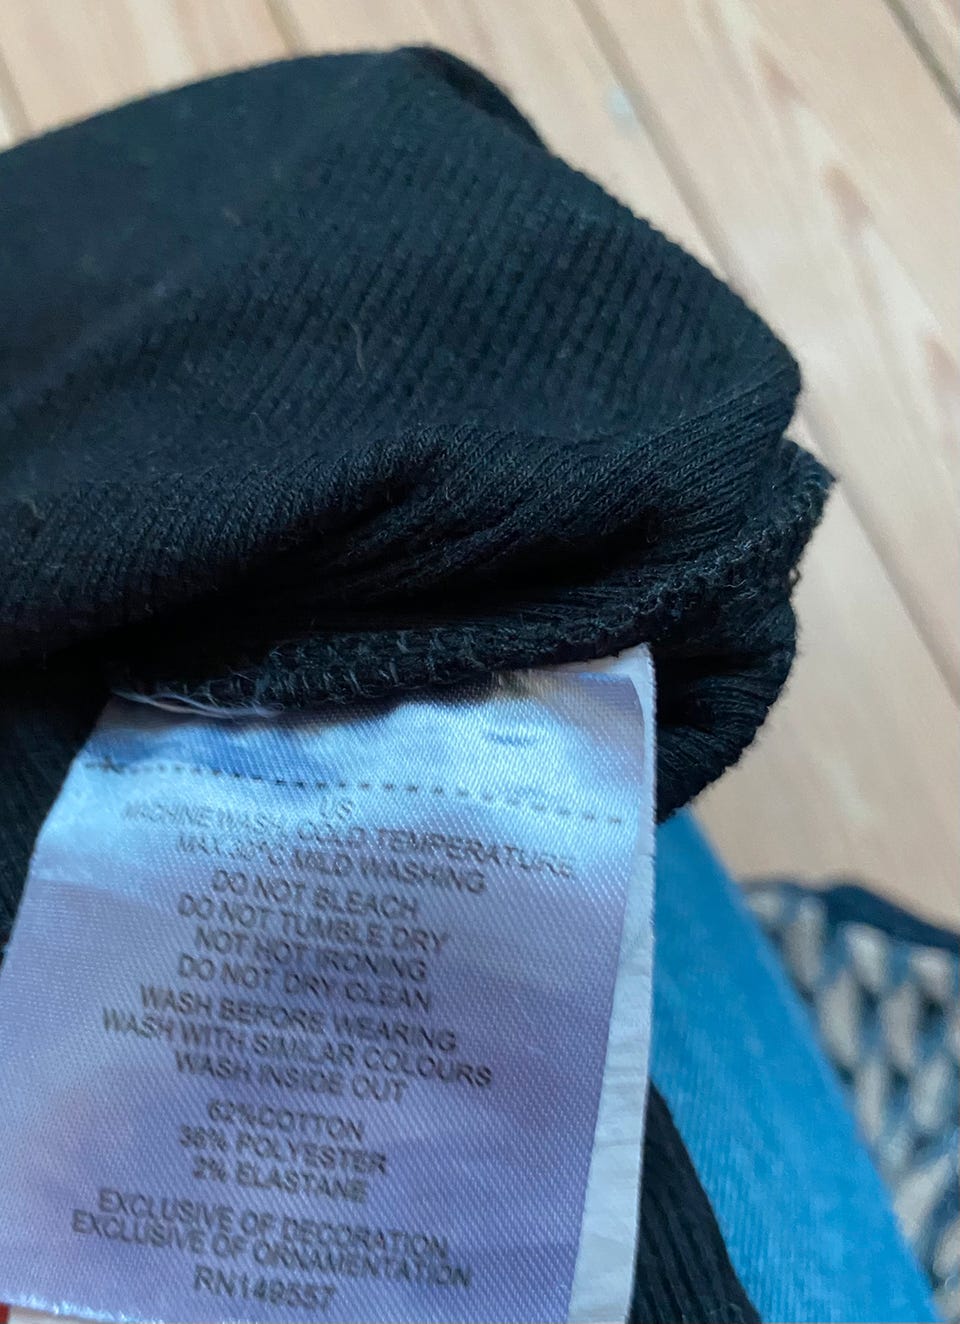 US
MACHINE WASH, COLD TEMPERATURE
MAX 30°C MILD WASHING
DO NOT BLEACH
DO NOT TUMBLE DRY
NOT HOT IRONING
DO NOT DRY CLEAN
WASH BEFORE WEARING
WASH WITH SIMILAR COLOURS
WASH INSIDE OUT
62%COTTON
36% POLYESTER
2% ELASTANE
EXCLUSIVE OF DECORATION
EXCLUSIVE OF ORNAMENTATION
RN149557